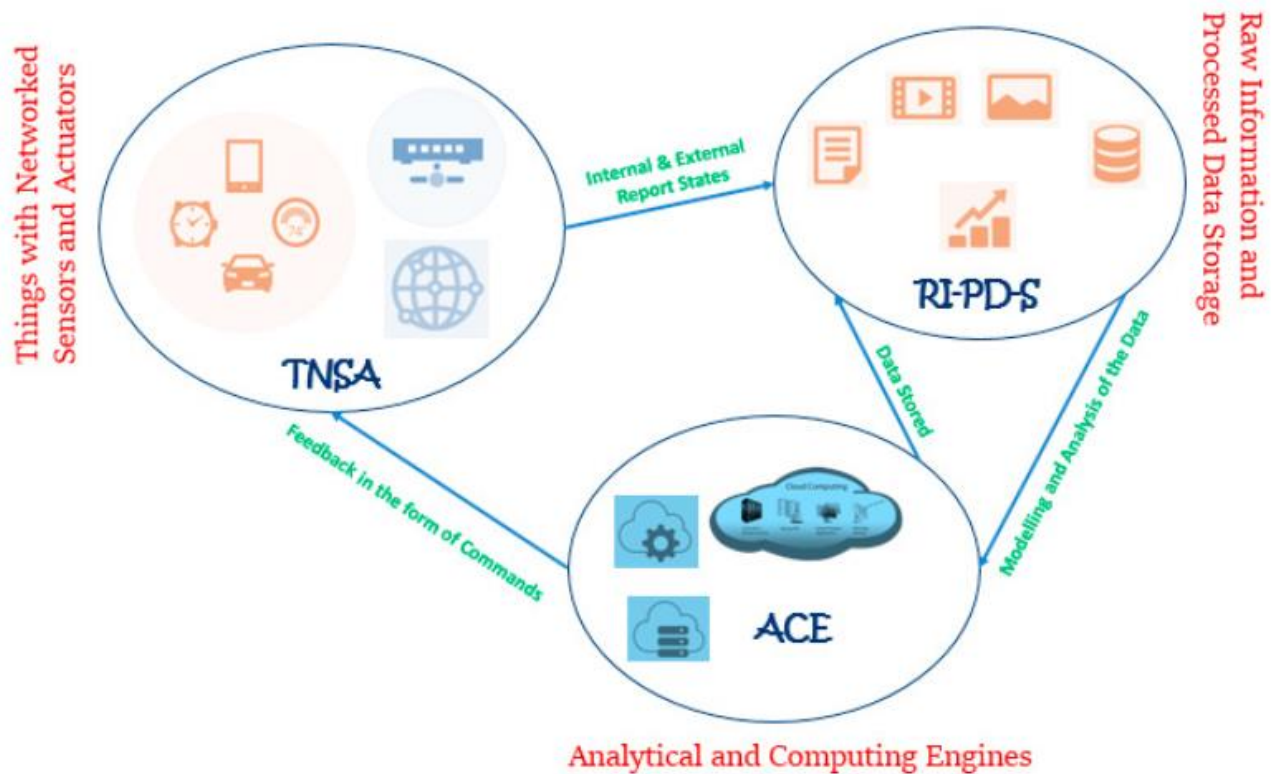 Things with Networked
Sensors and Actuators
TNSA
74°
Internal & External
Report States
Raw Information and
Processed Data Storage
RI-PD-S
Data Stored
Modelling and Analysis of the Data
Feedback in the form of Commands
Cloud Computing
ACE
Analytical and Computing Engines